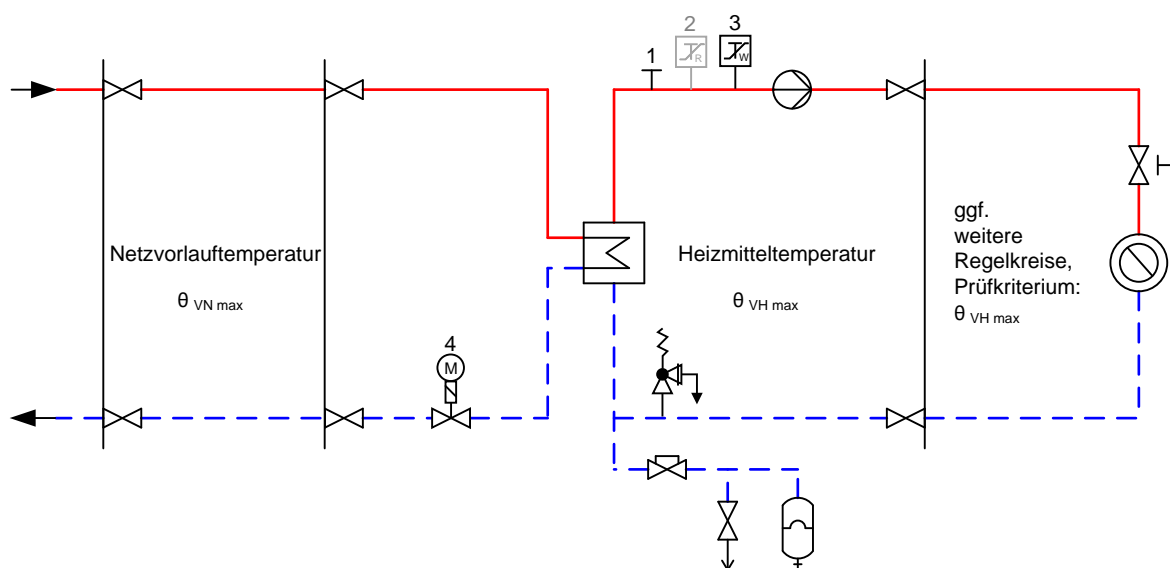 1
2
3
R
W
Netzvorlauftemperatur
θ VN max
Heizmitteltemperatur
θ VH max
ggf.
weitere
Regelkreise,
Prüfkriterium:
θ VH max
4
M